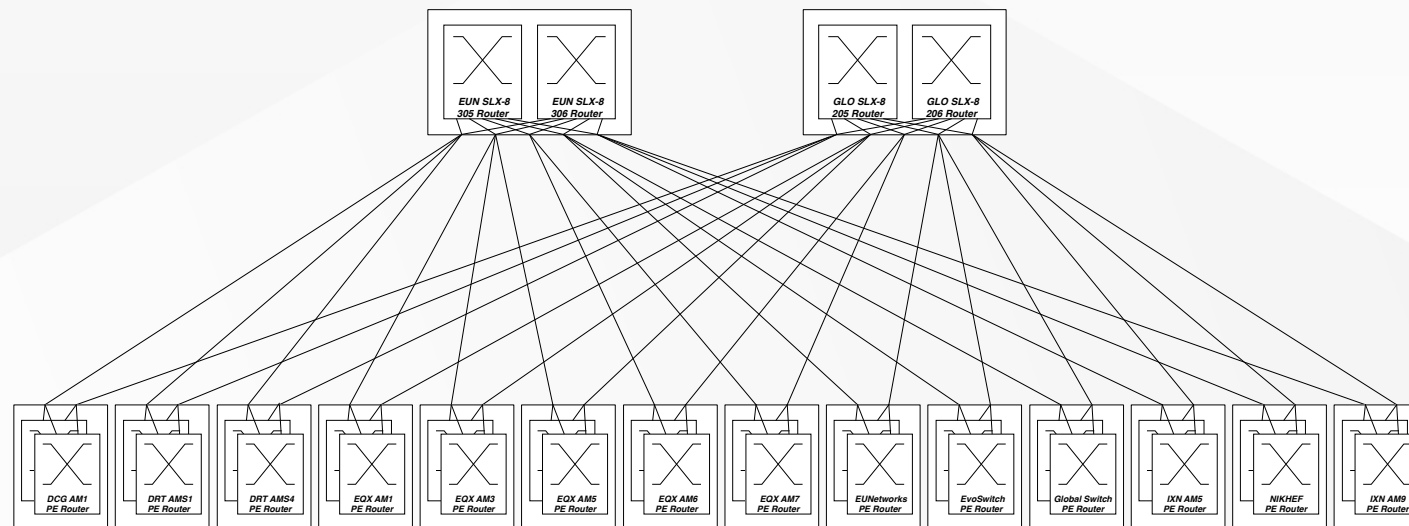 EUN SLX-8
305 Router
EUN SLX-8
306 Router
GLO SLX-8
205 Router
GLO SLX-8
206 Router
DCG AM1
PE Router
DRT AMS1
PE Router
DRT AMS4
PE Router
EQX AM1
PE Router
EQX AM3
PE Router
EQX AM5
PE Router
EQX AM6
PE Router
EQX AM7
PE Router
EUNetworks
PE Router
EvoSwitch
PE Router
Global Switch
PE Router
IXN AM5
PE Router
NIKHEF
PE Router
IXN AM9
PE Router